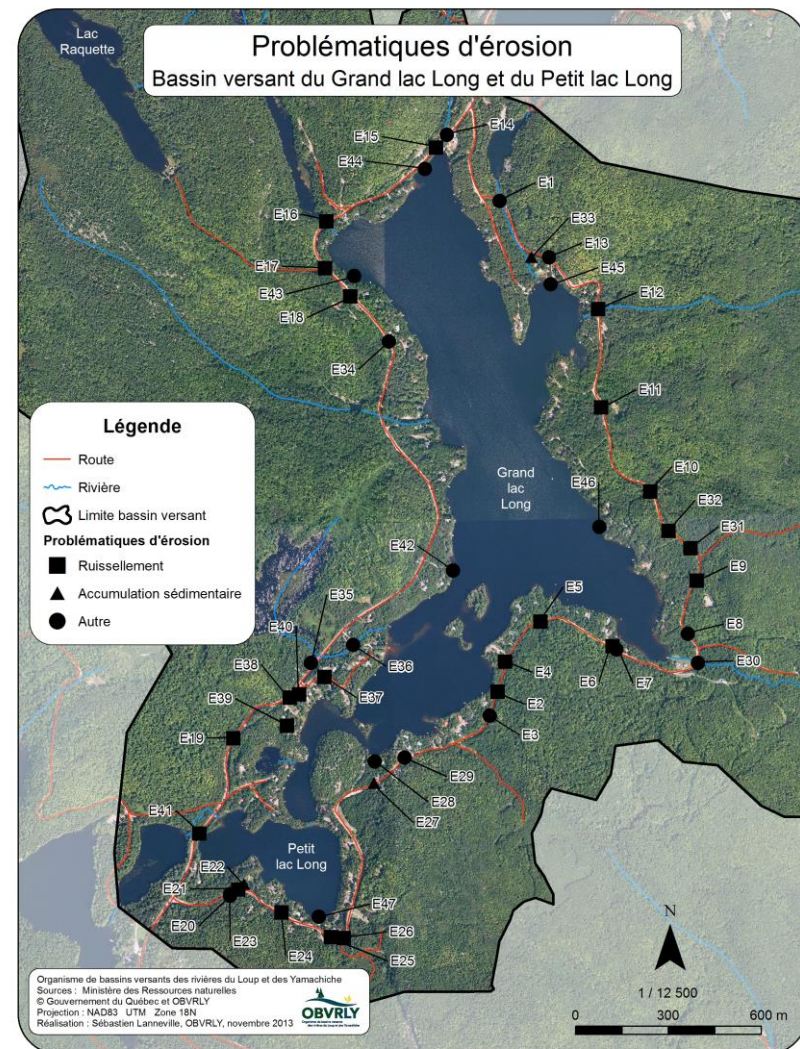 Lac
Raquette
Problématiques d'érosion
Bassin versant du Grand lac Long et du Petit lac Long
E14
E15
E44
E1
E33
E13
E16
E17
E43
E45
E18
E12
E34
E11
Légende
Route
Rivière
Limite bassin versant
Problématiques d'érosion
Ruissellement
Accumulation sédimentaire
Autre
Grand
lac
Long
E10
E46
E32
E31
E42
E9
E5
E35
E40
E8
E36
E38
E4
E6
E7
E30
E37
E39
E2
E3
E19
E29
E28
E27
E41
Petit
lac Long
E22
E21
E47
E20
E23
E24
E26
E25
N
1 / 12 500
0 300 600 m
Organisme de bassins versants des rivières du Loup et des Yamachiche
Sources : Ministère des Ressources naturelles
© Gouvernement du Québec et OBVRLY
Projection : NAD83 UTM Zone 18N
Réalisation : Sébastien Lanneville, OBVRLY, novembre 2013
OBVRLY